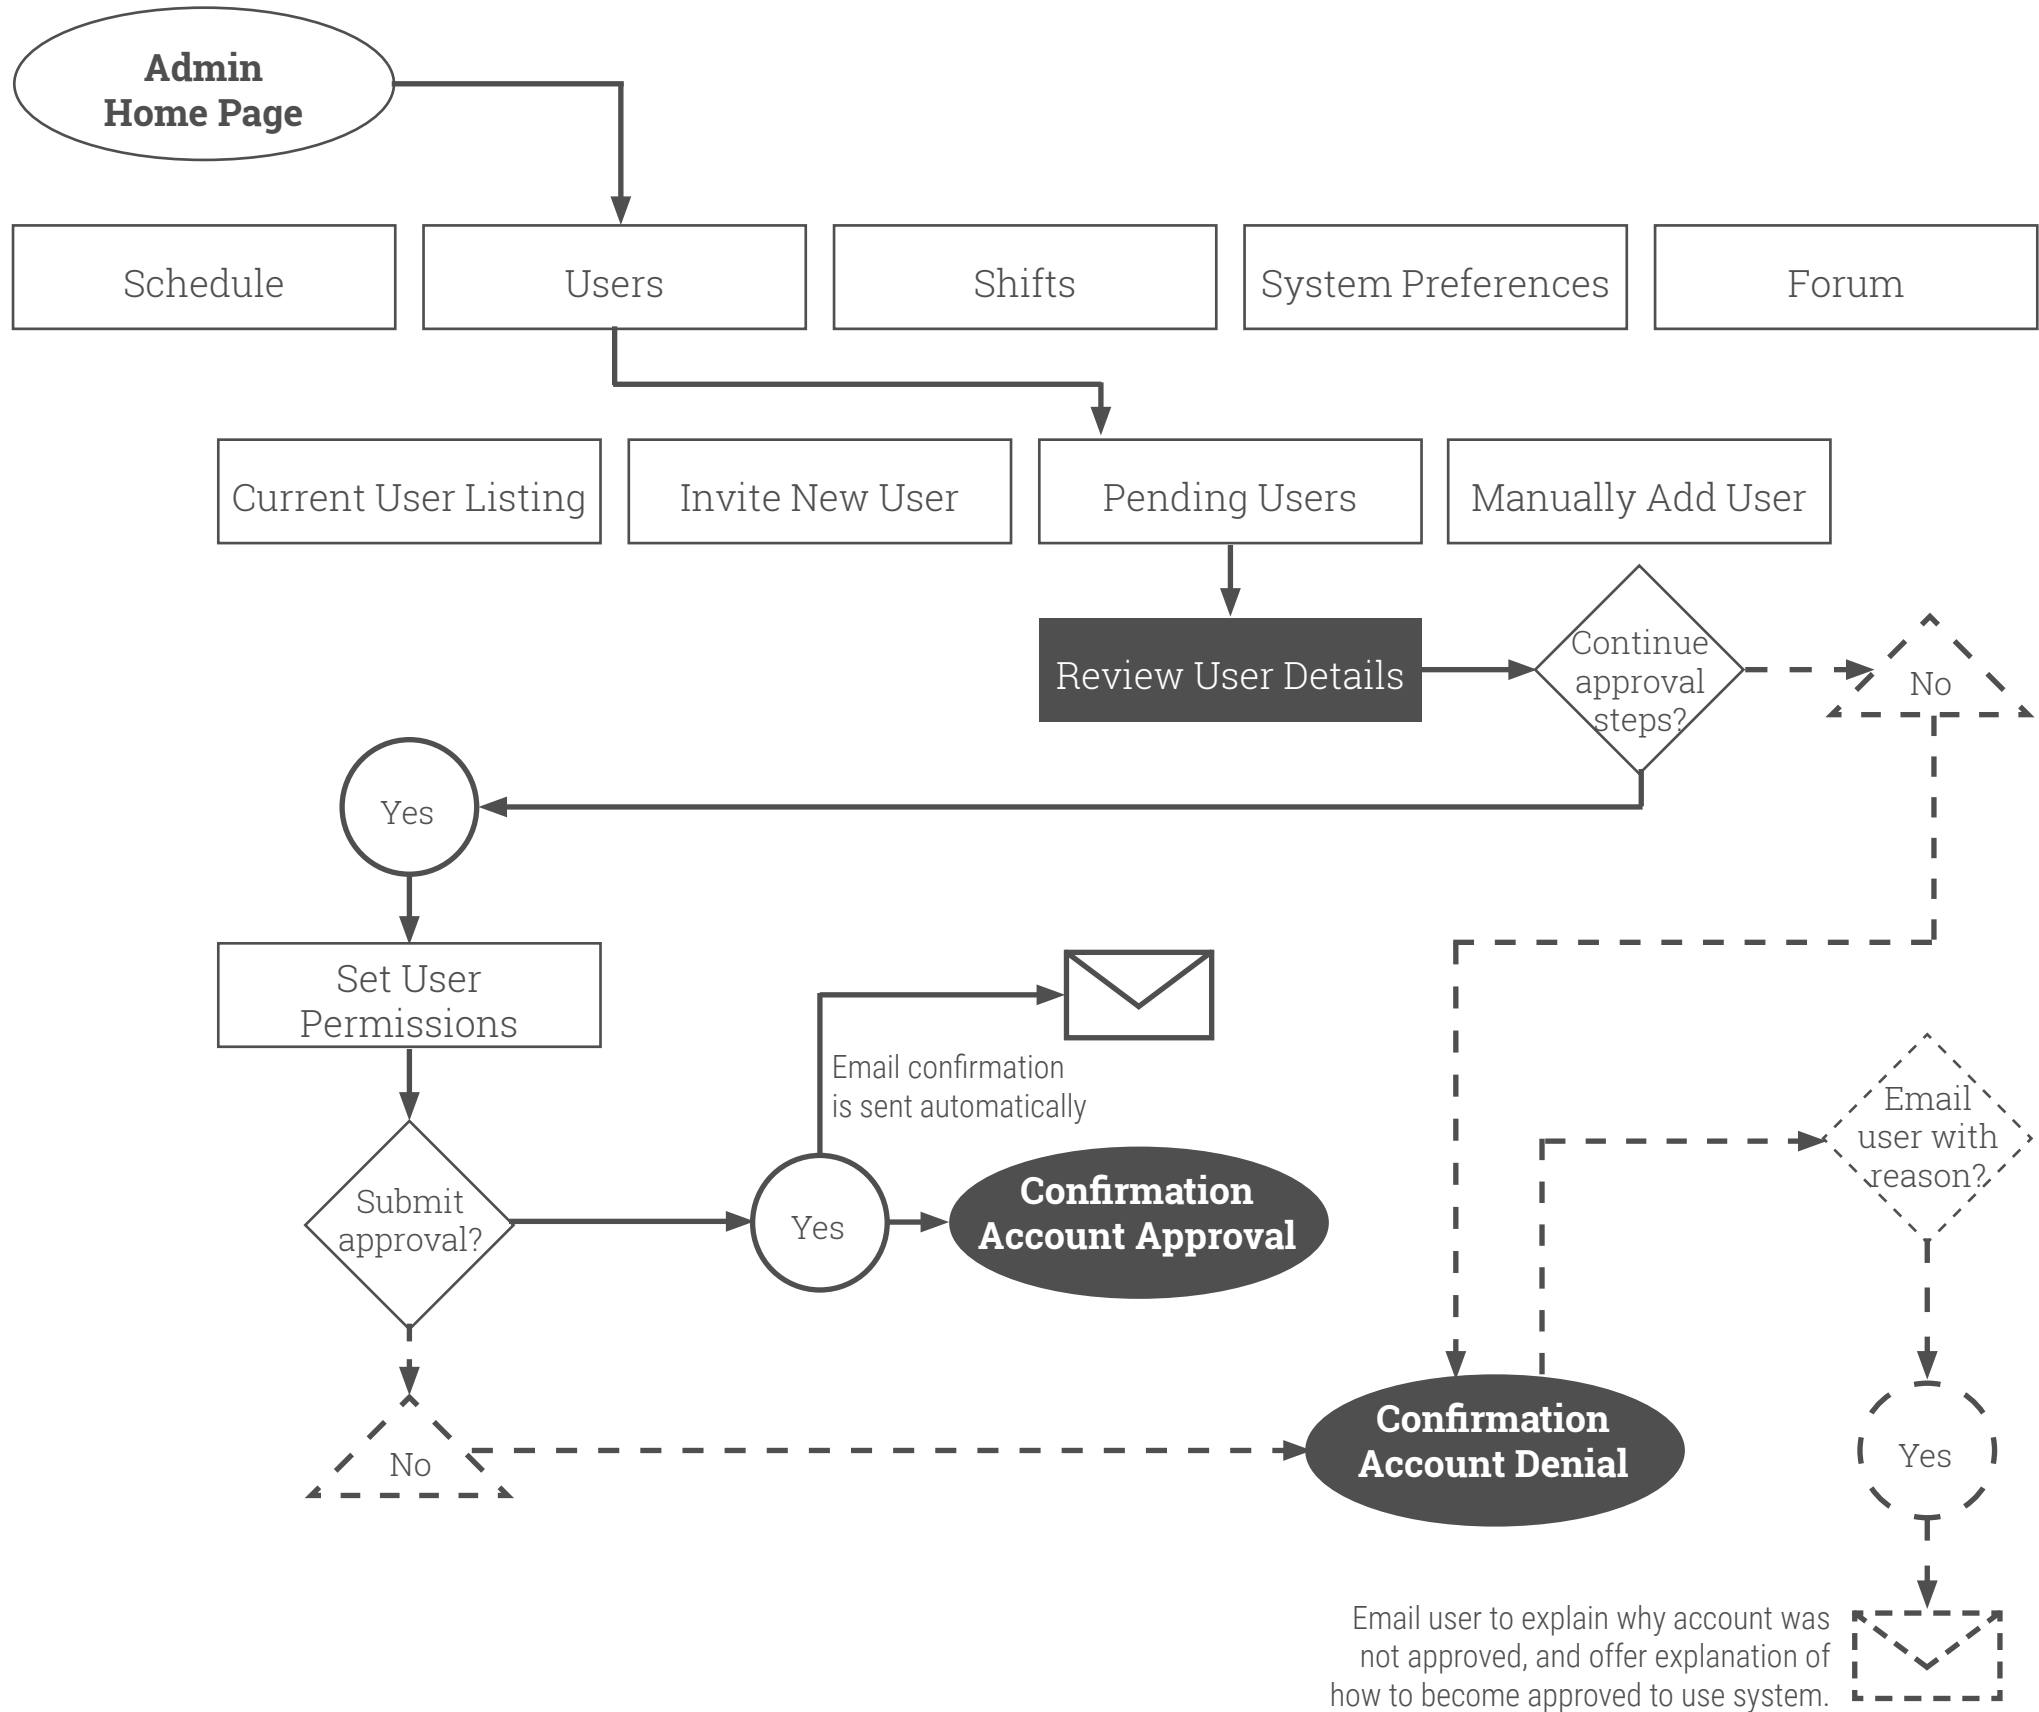 Admin
Home Page
Schedule
Users
Shifts
System Preferences
Forum
Current User Listing
Invite New User
Pending Users
Manually Add User
Review User Details
Continue
approval
steps?
No
Yes
Set User
Permissions
Email confirmation
is sent automatically
Submit
approval?
Yes
Confirmation
Account Approval
Email
user with
reason?
No
Confirmation
Account Denial
Yes
Email user to explain why account was
not approved, and offer explanation of
how to become approved to use system.